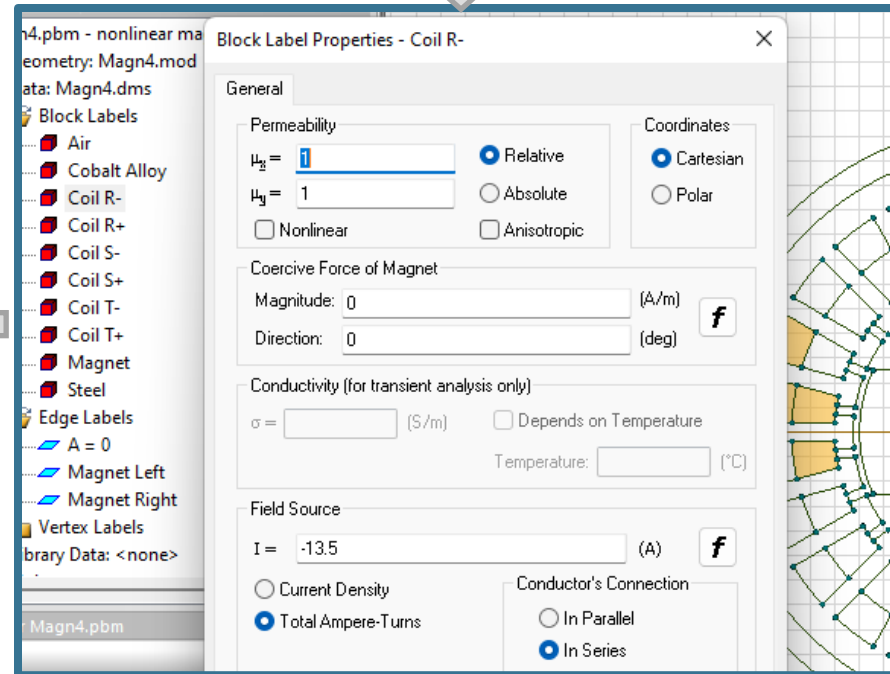 n4.pbm - nonlinear ma
eometry: Magn4.mod
ata: Magn4.dms
Block Labels
Air
Cobalt Alloy
Coil R-
Coil R+
Coil S-
Coil S+
Coil T-
Coil T+
Magnet
Steel
Edge Labels
A = 0
Magnet Left
Magnet Right
Vertex Labels
brary Data: <none>
Magn4.pbm
Block Label Properties - Coil R-
General
Permeability
μx = 1
μy = 1
Relative
Absolute
Nonlinear
Anisotropic
Coordinates
Cartesian
Polar
Coercive Force of Magnet
Magnitude: 0 (A/m)
Direction: 0 (deg)
f
Conductivity (for transient analysis only)
σ = (S/m)
Depends on Temperature
Temperature: (°C)
Field Source
I = -13.5 (A)
f
Current Density
Total Ampere-Turns
Conductor's Connection
In Parallel
In Series